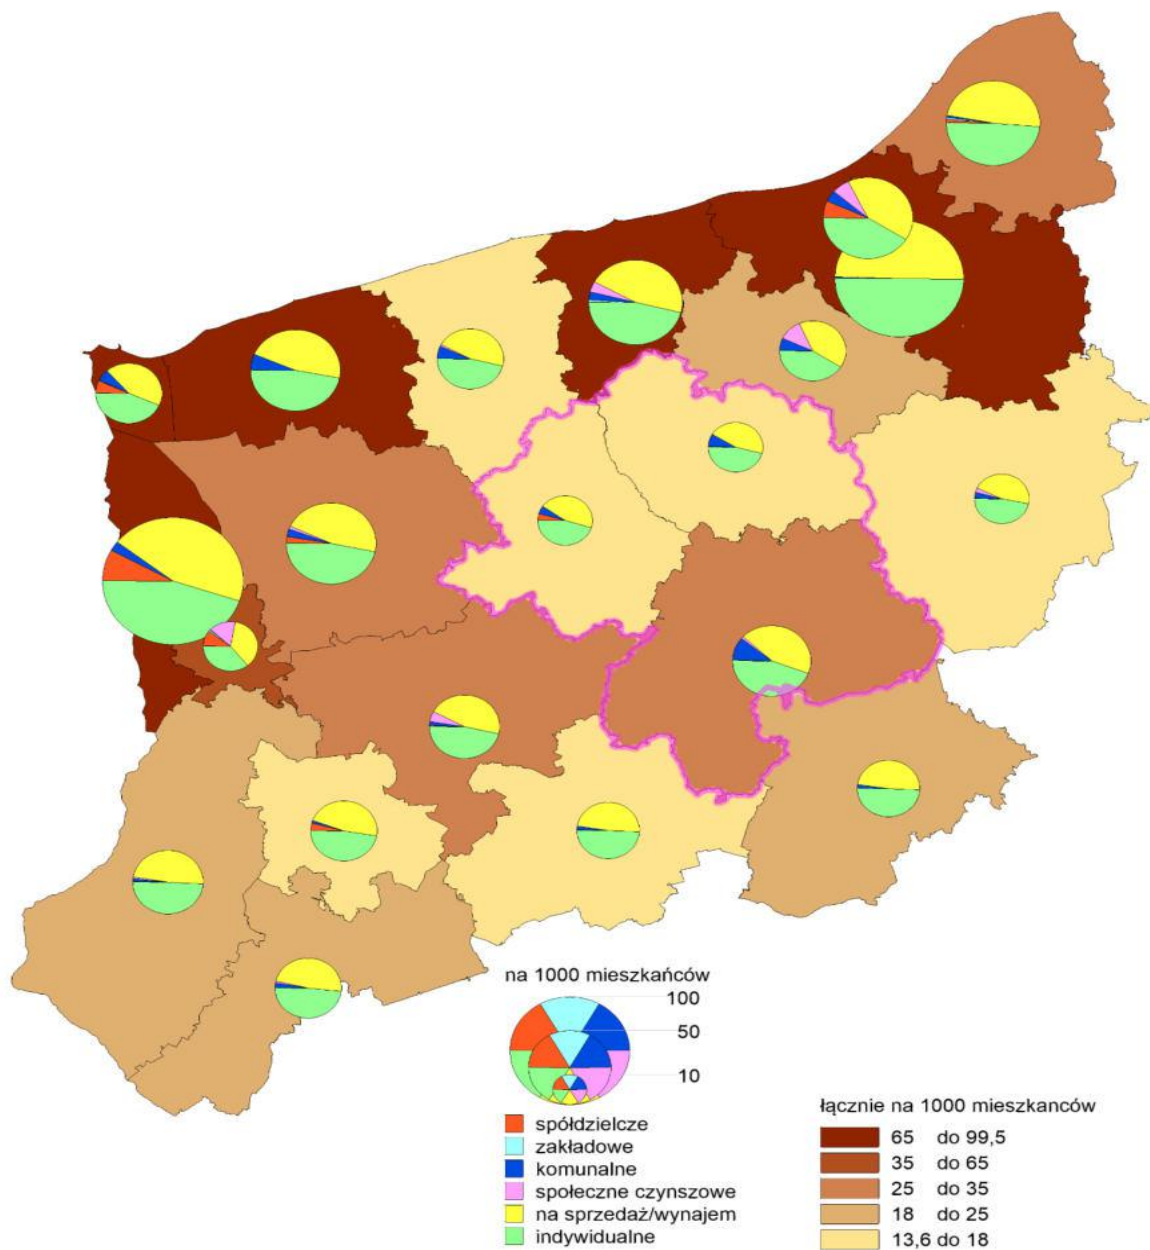 na 1000 mieszkańców
100
50
10
spółdzielcze
zakładowe
komunalne
społeczne czynszowe
na sprzedaż/wynajem
indywidualne
łącznie na 1000 mieszkanców
65 do 99,5
35 do 65
25 do 35
18 do 25
13,6 do 18